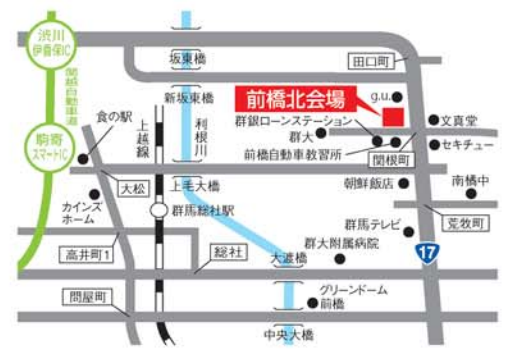 渋川
伊香保IC
関越自動車道
駒寄
スマートIC
食の駅
大松
カインズ
ホーム
高井町1
問屋町
上越線
利根川
坂東橋
新坂東橋
上毛大橋
群馬総社駅
総社
大渡橋
中央大橋
グリーンドーム
前橋
群大附属病院
群馬テレビ
朝鮮飯店
田口町
g.u.
前橋北会場
群銀ローンステーション
群大
前橋自動車教習所
関根町
文真堂
セキチュー
南橘中
荒牧町
17